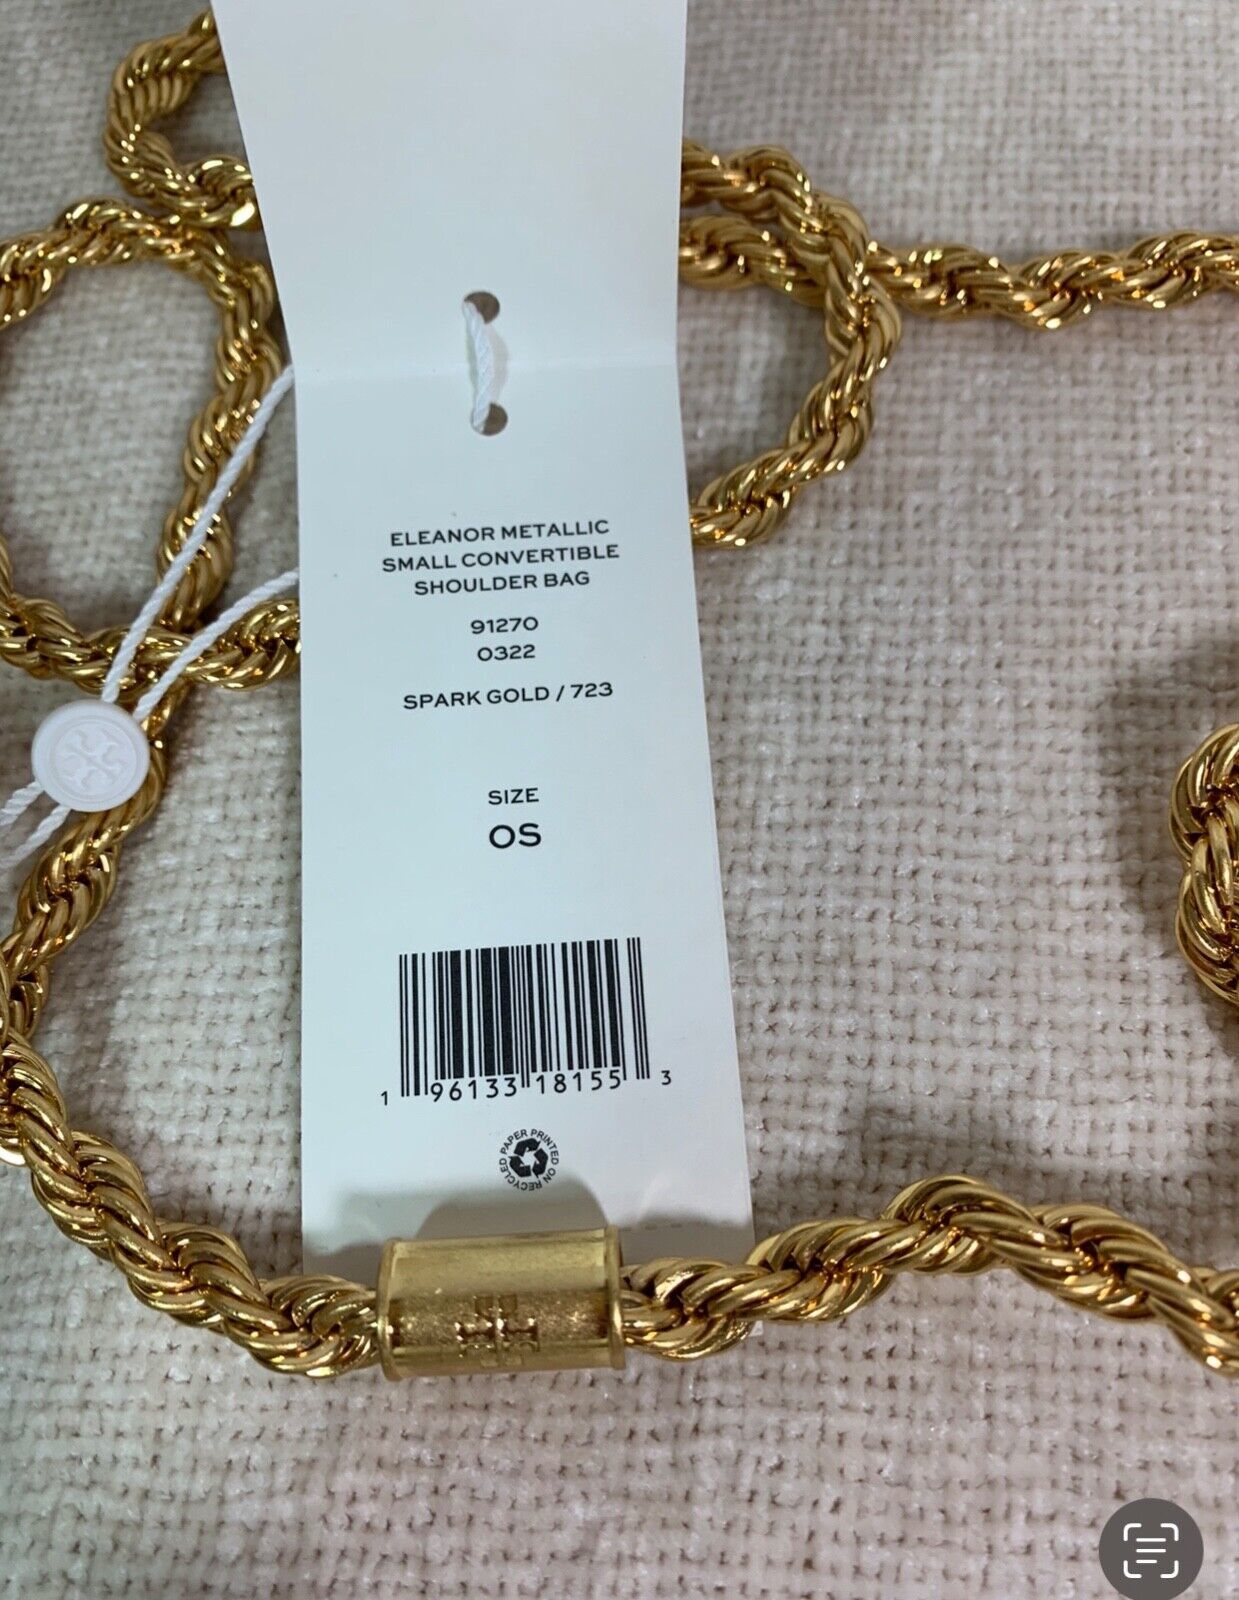 ELEANOR METALLIC
SMALL CONVERTIBLE
SHOULDER BAG
91270
0322
SPARK GOLD / 723
SIZE
OS
1 96133 18155 3
PAPER PRINTED ON RECYCLED